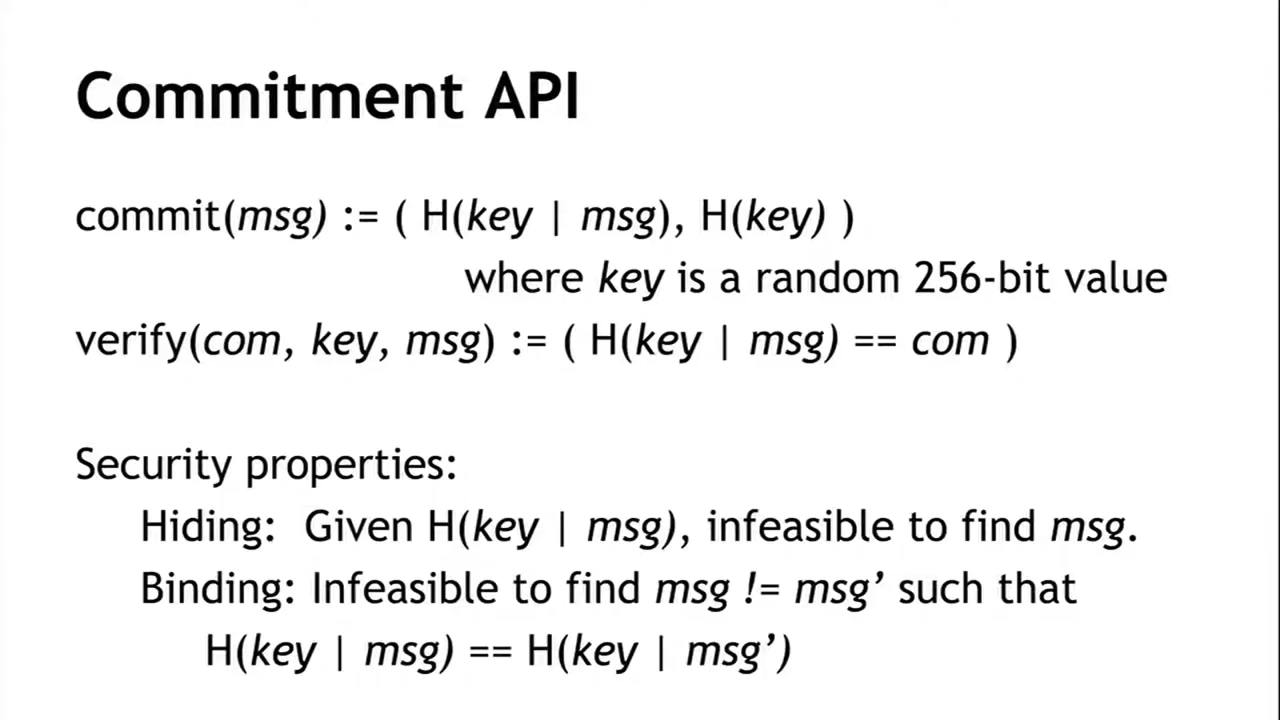 Commitment API
commit(msg) := ( H(key | msg), H(key) )
where key is a random 256-bit value
verify(com, key, msg) := ( H(key | msg) == com )
Security properties:
Hiding: Given H(key | msg), infeasible to find msg.
Binding: Infeasible to find msg != msg’ such that
H(key | msg) == H(key | msg’)